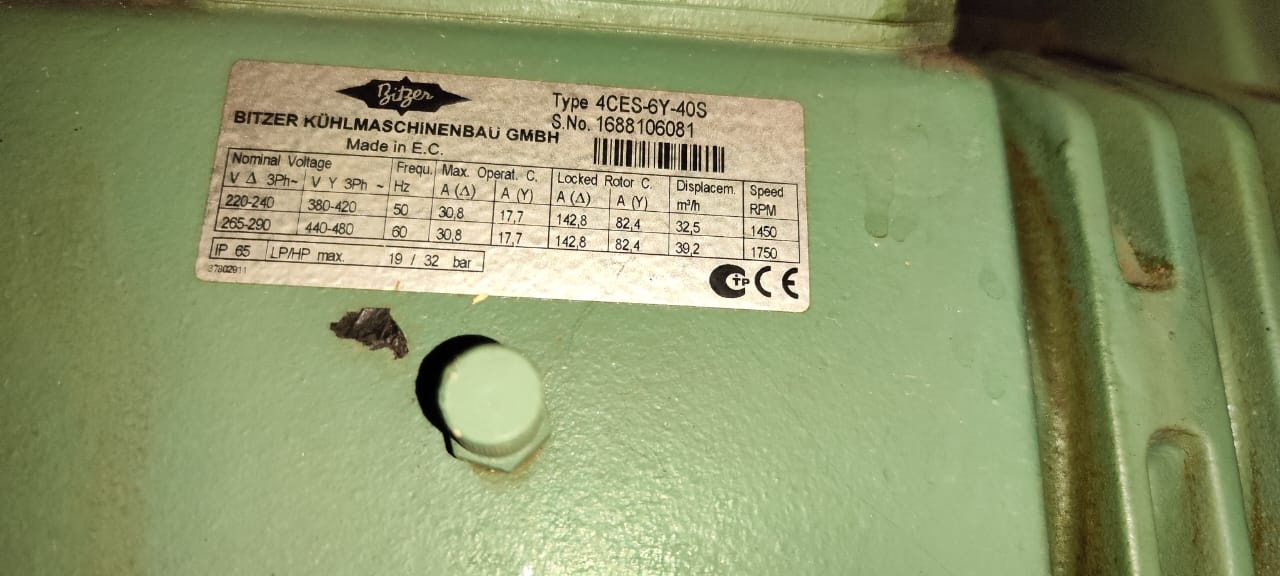 Bitzer
BITZER KÜHLMASCHINENBAU GMBH
Made in E.C.
Type 4CES-6Y-40S
S.No. 1688106081
Nominal Voltage Frequ. Max. Operat. C. Locked Rotor C. Displacem. Speed
V Δ 3Ph~ V Y 3Ph ~ Hz A (Δ) A (Y) A (Δ) A (Y) m³/h RPM
220-240 380-420 50 30,8 17,7 142,8 82,4 32,5 1450
265-290 440-480 60 30,8 17,7 142,8 82,4 39,2 1750
IP 65 LP/HP max. 19 / 32 bar
37802911
CTP CE